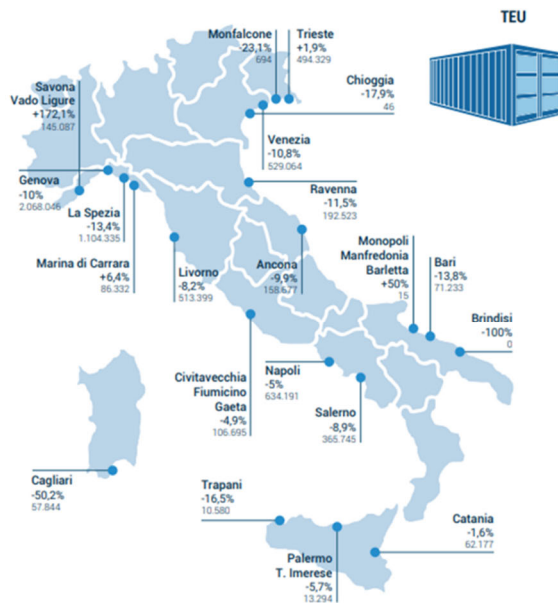 TEU
Monfalcone
-23,1%
694
Trieste
+1,9%
494.329
Savona
Vado Ligure
+172,1%
145.087
Chioggia
-17,9%
46
Venezia
-10,8%
529.064
Genova
-10%
2.068.046
Ravenna
-11,5%
192.523
La Spezia
-13,4%
1.104.335
Marina di Carrara
+6,4%
86.332
Livorno
-8,2%
513.399
Ancona
-9,9%
158.677
Monopoli
Manfredonia
Barletta
+50%
15
Bari
-13,8%
71.233
Brindisi
-100%
0
Civitavecchia
Fiumicino
Gaeta
-4,9%
106.695
Napoli
-5%
634.191
Salerno
-8,9%
365.745
Cagliari
-50,2%
57.844
Trapani
-16,5%
10.580
Catania
-1,6%
62.177
Palermo
T. Imerese
-5,7%
13.294